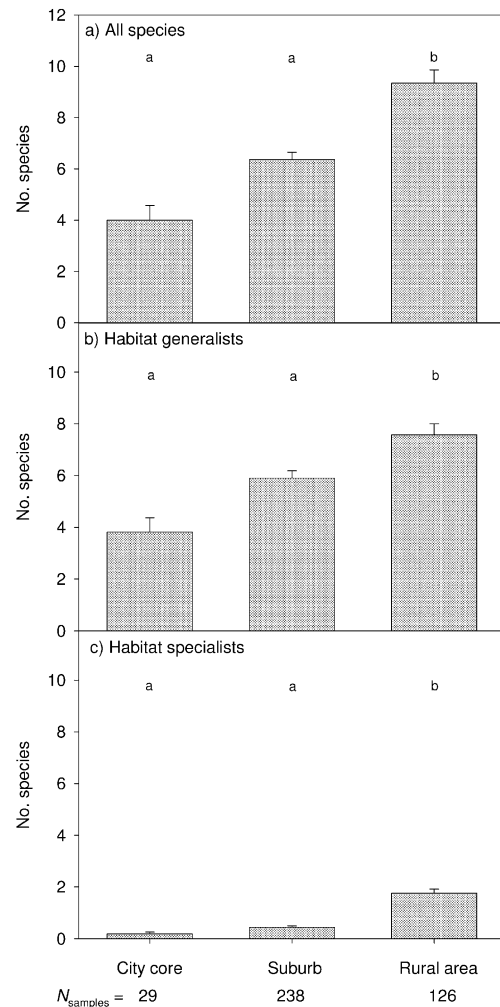 12
a) All species
a a b
10
8
6
4
2
0
No. species
b) Habitat generalists
a a b
10
8
6
4
2
0
No. species
c) Habitat specialists
a a b
10
8
6
4
2
0
No. species
City core Suburb Rural area
Nsamples = 29 238 126